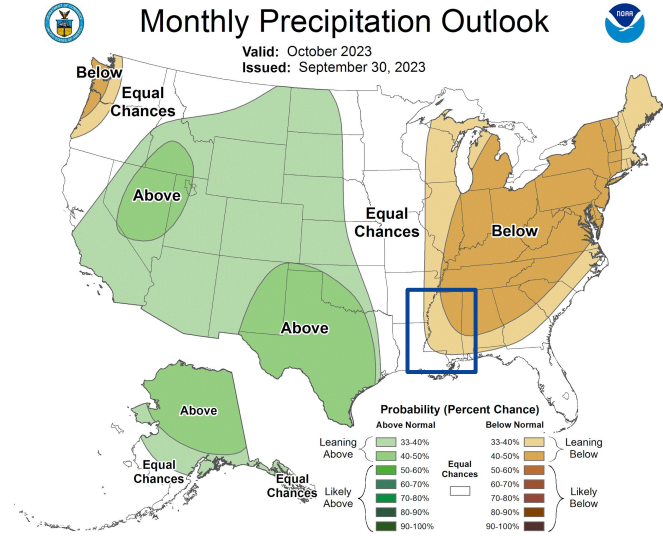 Monthly Precipitation Outlook
NOAA
Valid: October 2023
Issued: September 30, 2023
Below
Equal
Chances
Above
Equal
Chances
Below
Above
Above
Equal
Chances
Equal
Chances
Probability (Percent Chance)
Above Normal
Below Normal
Leaning
Above
33-40%
40-50%
Likely
Above
50-60%
60-70%
70-80%
80-90%
90-100%
Equal
Chances
33-40%
40-50%
Leaning
Below
50-60%
60-70%
70-80%
80-90%
90-100%
Likely
Below